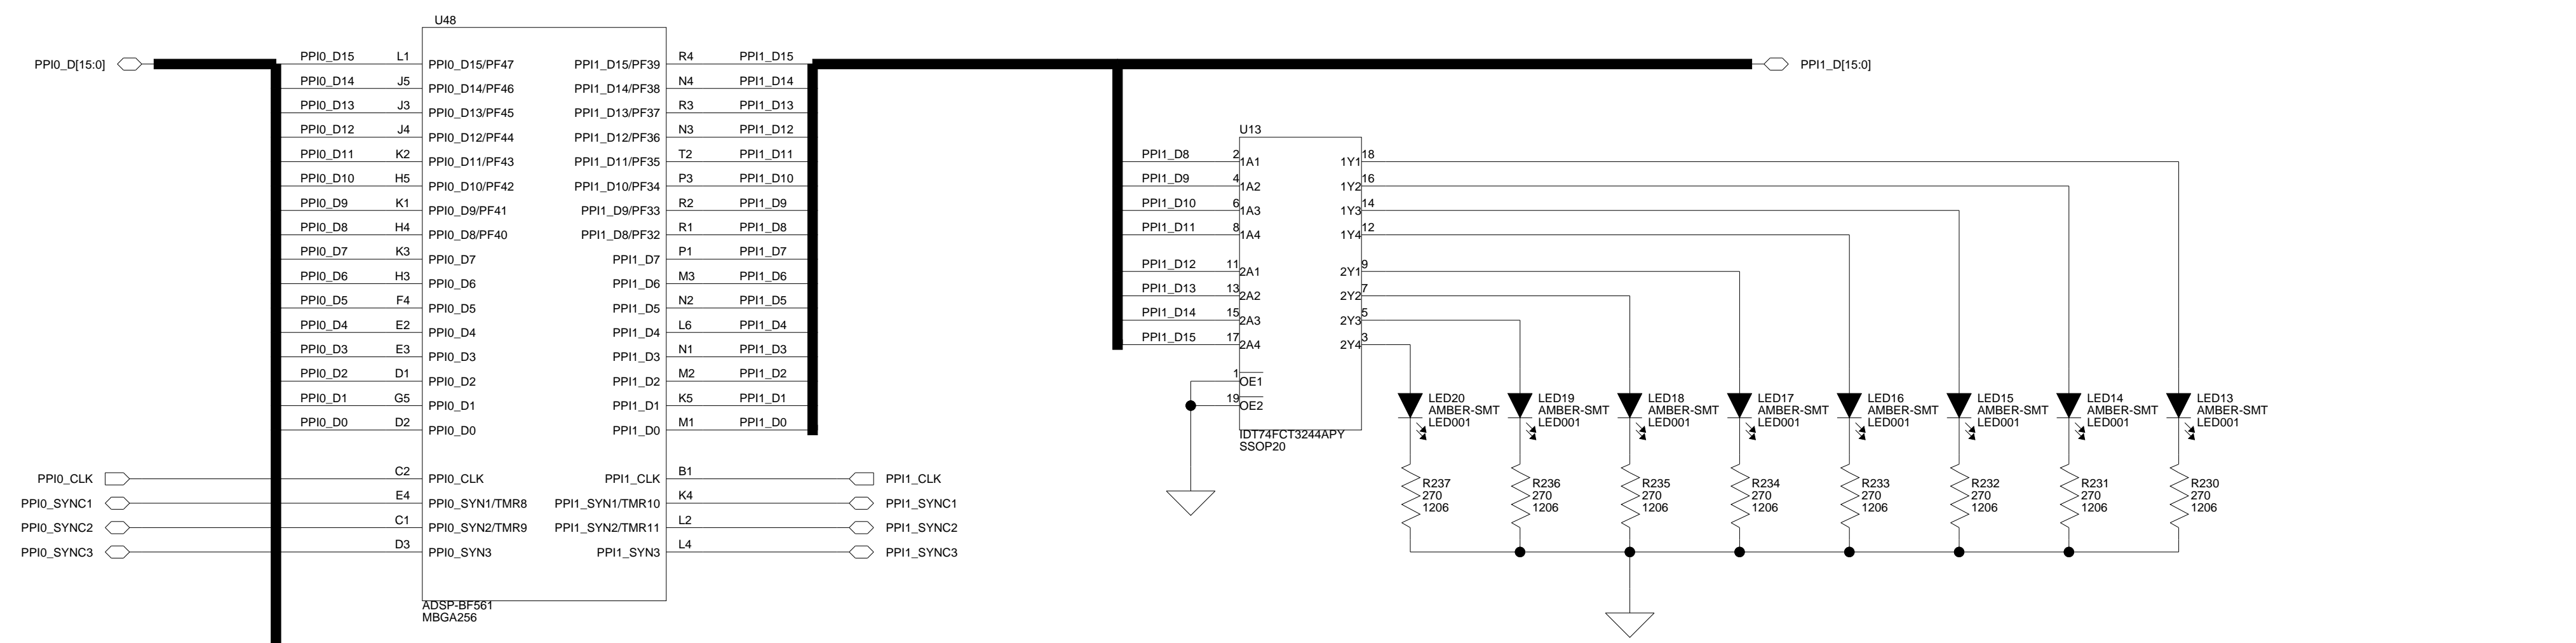 U48
PPI0_D[15:0]
PPI0_D15 L1 PPI0_D15/PF47 PPI1_D15/PF39 R4 PPI1_D15
PPI1_D[15:0]
PPI0_D14 J5 PPI0_D14/PF46 PPI1_D14/PF38 N4 PPI1_D14
PPI0_D13 J3 PPI0_D13/PF45 PPI1_D13/PF37 R3 PPI1_D13
PPI0_D12 J4 PPI0_D12/PF44 PPI1_D12/PF36 N3 PPI1_D12
PPI0_D11 K2 PPI0_D11/PF43 PPI1_D11/PF35 T2 PPI1_D11
PPI0_D10 H5 PPI0_D10/PF42 PPI1_D10/PF34 P3 PPI1_D10
PPI0_D9 K1 PPI0_D9/PF41 PPI1_D9/PF33 R2 PPI1_D9
PPI0_D8 H4 PPI0_D8/PF40 PPI1_D8/PF32 R1 PPI1_D8
PPI0_D7 K3 PPI0_D7 PPI1_D7 P1 PPI1_D7
PPI0_D6 H3 PPI0_D6 PPI1_D6 M3 PPI1_D6
PPI0_D5 F4 PPI0_D5 PPI1_D5 N2 PPI1_D5
PPI0_D4 E2 PPI0_D4 PPI1_D4 L6 PPI1_D4
PPI0_D3 E3 PPI0_D3 PPI1_D3 N1 PPI1_D3
PPI0_D2 D1 PPI0_D2 PPI1_D2 M2 PPI1_D2
PPI0_D1 G5 PPI0_D1 PPI1_D1 K5 PPI1_D1
PPI0_D0 D2 PPI0_D0 PPI1_D0 M1 PPI1_D0
PPI0_CLK C2 PPI0_CLK PPI1_CLK B1 PPI1_CLK
PPI0_SYNC1 E4 PPI0_SYN1/TMR8 PPI1_SYN1/TMR10 K4 PPI1_SYNC1
PPI0_SYNC2 C1 PPI0_SYN2/TMR9 PPI1_SYN2/TMR11 L2 PPI1_SYNC2
PPI0_SYNC3 D3 PPI0_SYN3 PPI1_SYN3 L4 PPI1_SYNC3
ADSP-BF561
MBGA256
U13
PPI1_D8 2 1A1 1Y1 18
PPI1_D9 4 1A2 1Y2 16
PPI1_D10 6 1A3 1Y3 14
PPI1_D11 8 1A4 1Y4 12
PPI1_D12 11 2A1 2Y1 9
PPI1_D13 13 2A2 2Y2 7
PPI1_D14 15 2A3 2Y3 5
PPI1_D15 17 2A4 2Y4 3
1 OE1
19 OE2
IDT74FCT3244APY
SSOP20
LED20 LED19 LED18 LED17 LED16 LED15 LED14 LED13
AMBER-SMT AMBER-SMT AMBER-SMT AMBER-SMT AMBER-SMT AMBER-SMT AMBER-SMT AMBER-SMT
LED001 LED001 LED001 LED001 LED001 LED001 LED001 LED001
R237 R236 R235 R234 R233 R232 R231 R230
270 270 270 270 270 270 270 270
1206 1206 1206 1206 1206 1206 1206 1206